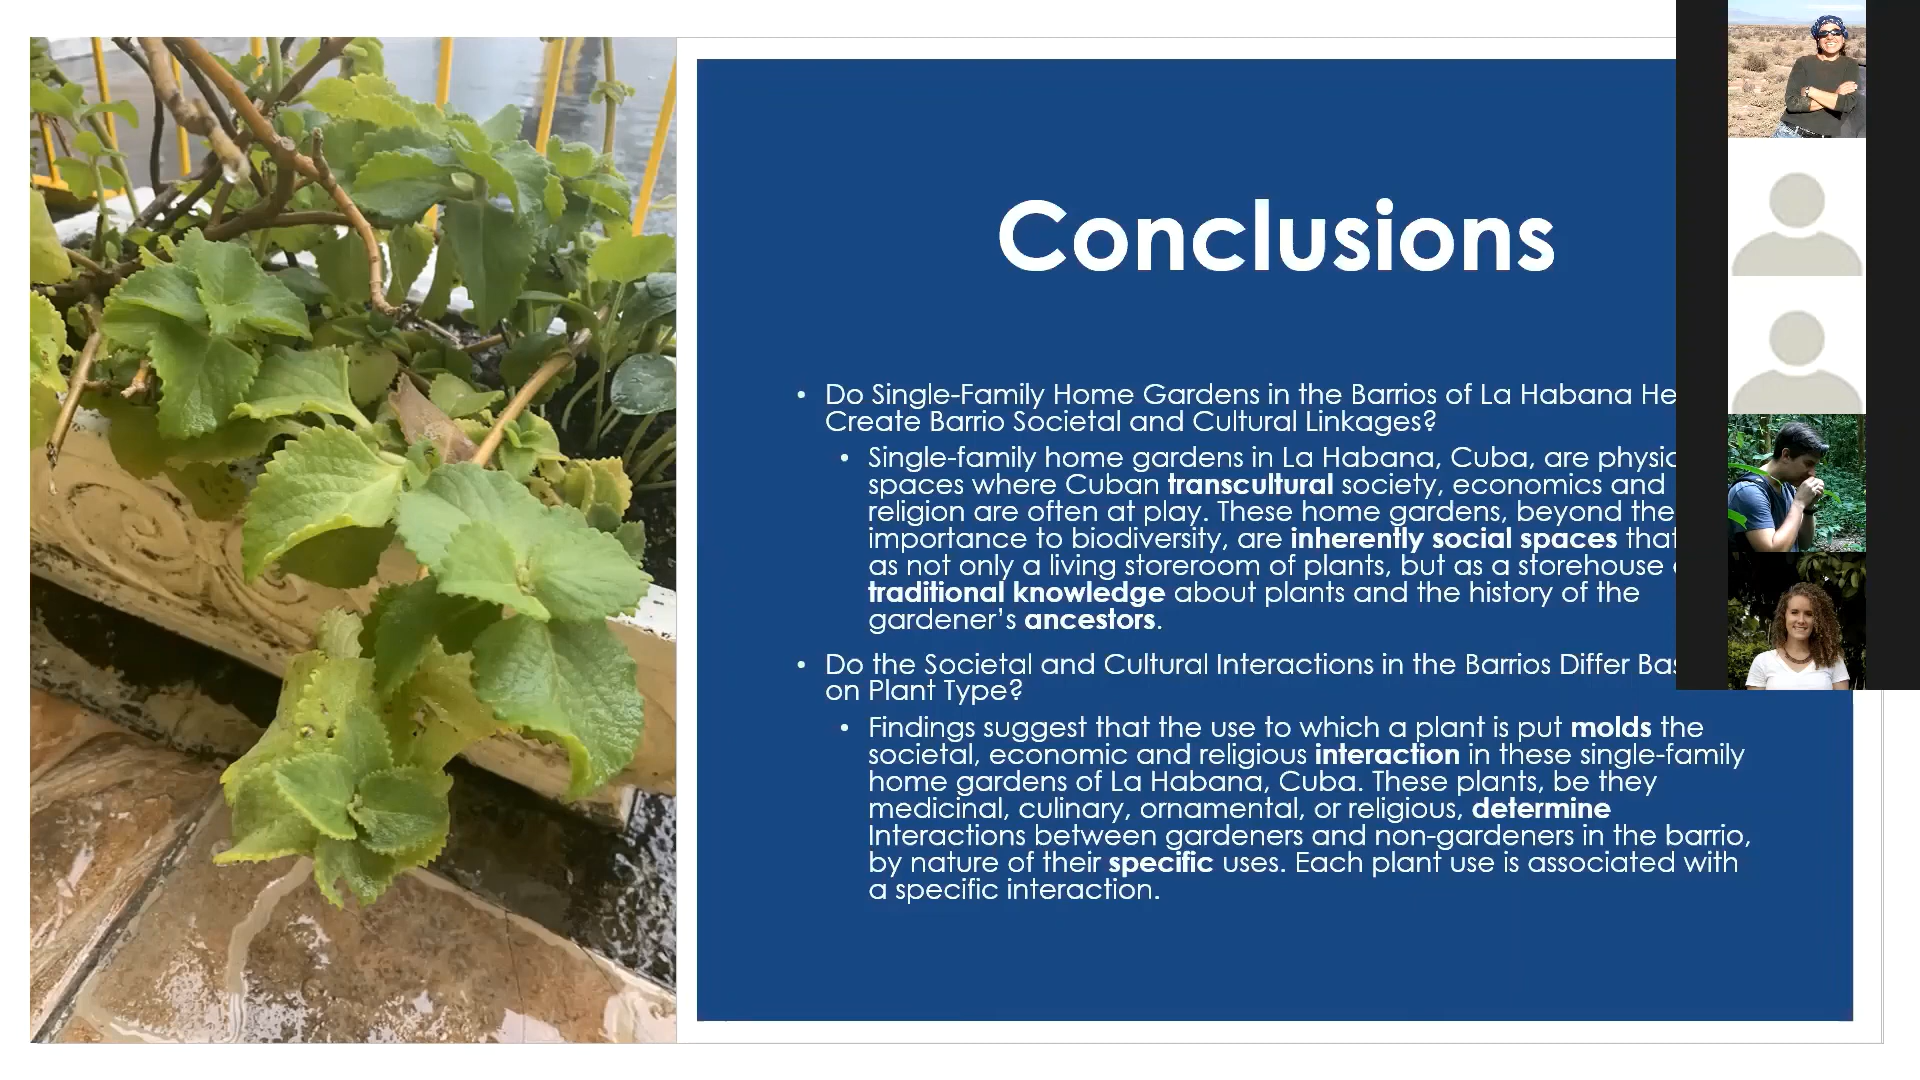 Conclusions
• Do Single-Family Home Gardens in the Barrios of La Habana
Create Barrio Societal and Cultural Linkages?
• Single-family home gardens in La Habana, Cuba, are
spaces where Cuban transcultural society, economics and
religion are often at play. These home gardens, beyond
importance to biodiversity, are inherently social spaces
as not only a living storeroom of plants, but as a storehouse
traditional knowledge about plants and the history of the
gardener’s ancestors.
• Do the Societal and Cultural Interactions in the Barrios Differ
on Plant Type?
• Findings suggest that the use to which a plant is put molds the
societal, economic and religious interaction in these single-family
home gardens of La Habana, Cuba. These plants, be they
medicinal, culinary, ornamental, or religious, determine
Interactions between gardeners and non-gardeners in the barrio,
by nature of their specific uses. Each plant use is associated with
a specific interaction.